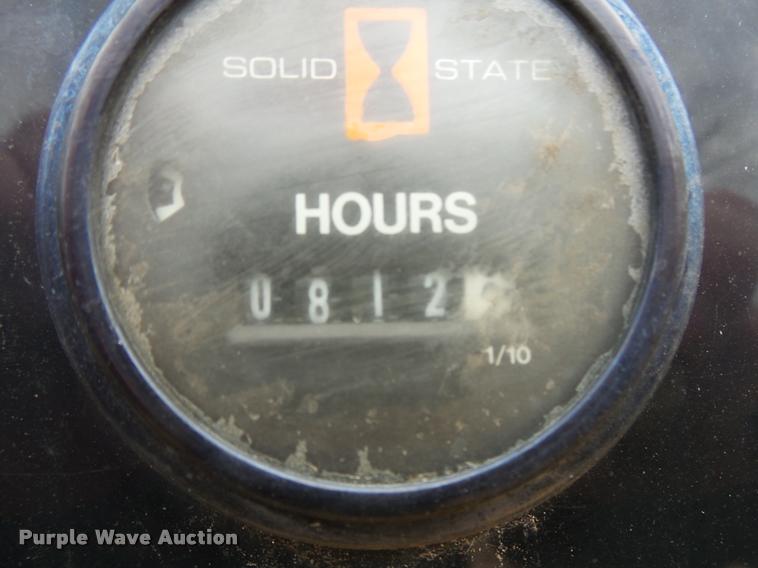 SOLID STATE
HOURS
0812
1/10
Purple Wave Auction